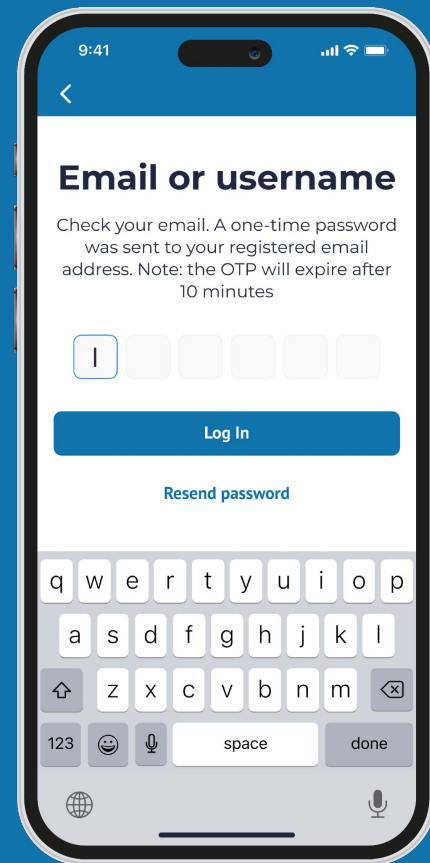 9:41
Email or username
Check your email. A one-time password
was sent to your registered email
address. Note: the OTP will expire after
10 minutes
Log In
Resend password
q w e r t y u i o p
a s d f g h j k l
z x c v b n m
123 space done